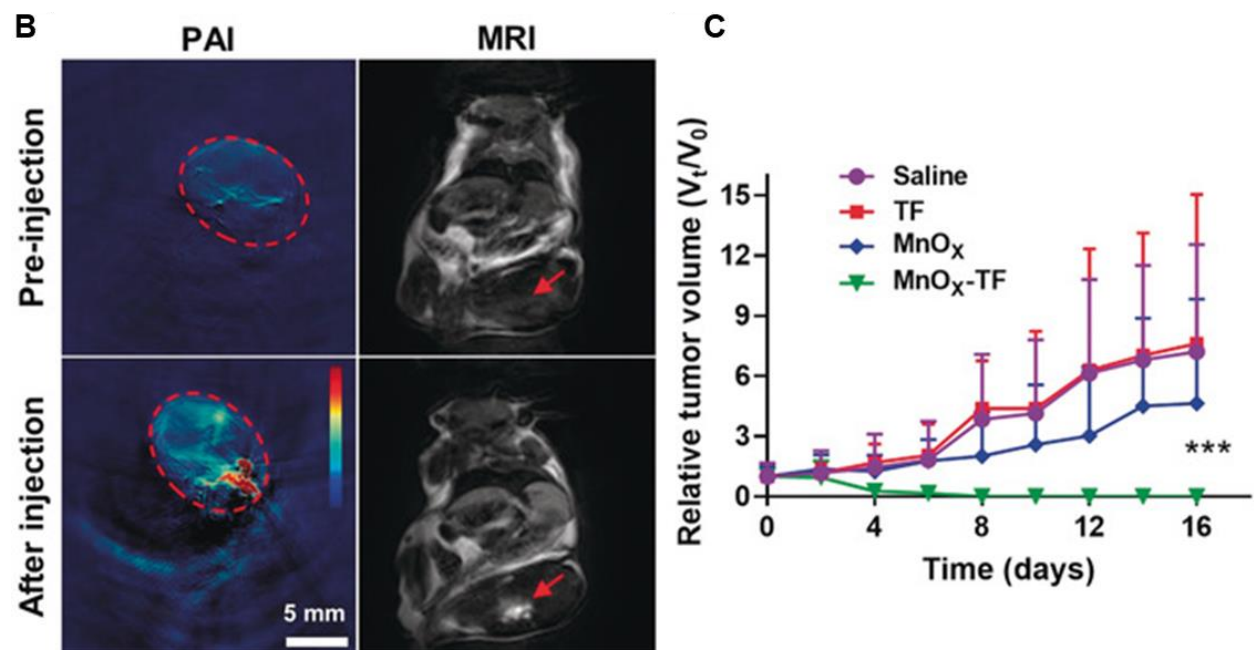 B
PAI
MRI
Pre-injection
After injection
5 mm
C
Relative tumor volume (Vt/V0)
15
12
9
6
3
0
Saline
TF
MnOX
MnOX-TF
***
0
4
8
12
16
Time (days)